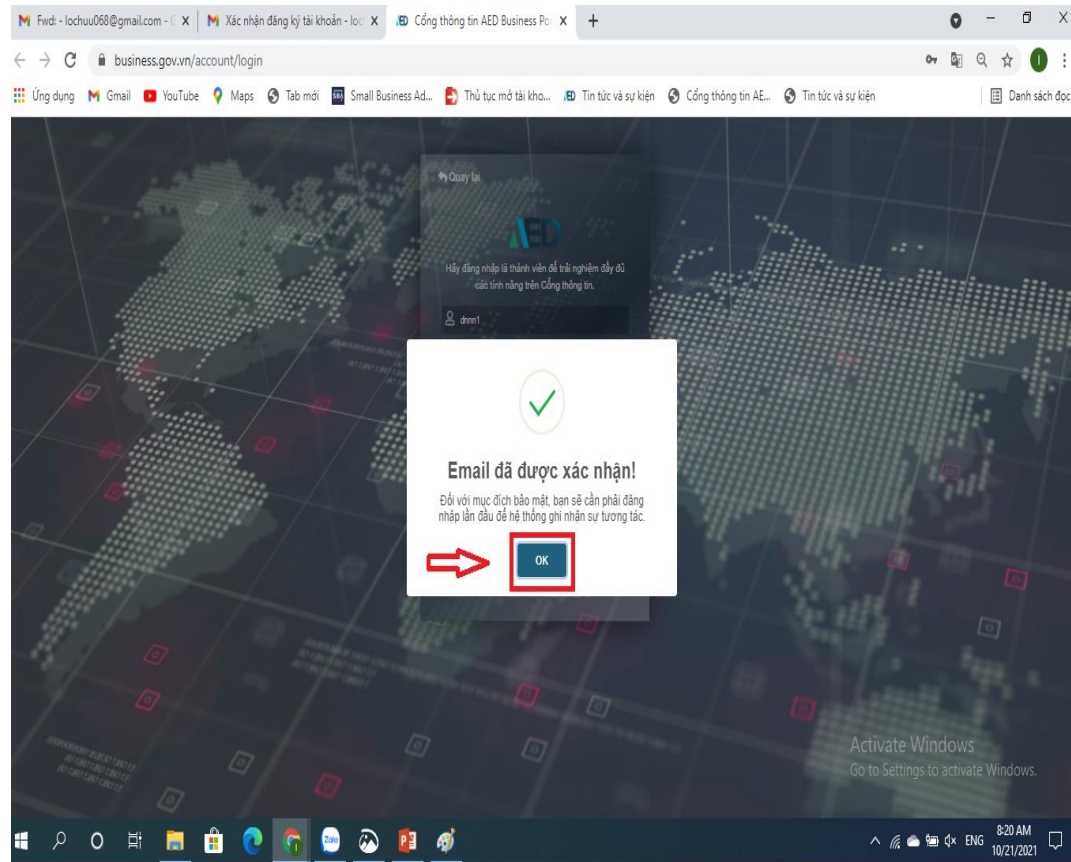 Fwd: - lochuu068@gmail.com - G
Xác nhận đăng ký tài khoản - loc
Cổng thông tin AED Business Po
business.gov.vn/account/login
Ứng dụng
Gmail
YouTube
Maps
Tab mới
Small Business Ad...
Thủ tục mở tài kho...
Tin tức và sự kiện
Cổng thông tin AE...
Tin tức và sự kiện
Danh sách đọc
Quay lại
AED
Hãy đăng nhập là thành viên để trải nghiệm đầy đủ
các tính năng trên Cổng thông tin.
dnnn1
Email đã được xác nhận!
Đối với mục đích bảo mật, bạn sẽ cần phải đăng
nhập lần đầu để hệ thống ghi nhận sự tương tác.
OK
Activate Windows
Go to Settings to activate Windows.
Zalo
ENG
8:20 AM
10/21/2021